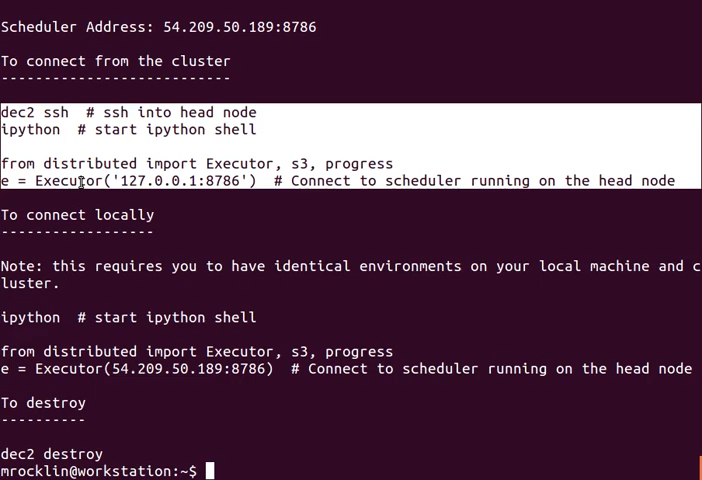 Scheduler Address: 54.209.50.189:8786
To connect from the cluster
---------------------------
dec2 ssh  # ssh into head node
ipython  # start ipython shell
from distributed import Executor, s3, progress
e = Executor('127.0.0.1:8786')  # Connect to scheduler running on the head node
To connect locally
------------------
Note: this requires you to have identical environments on your local machine and c
luster.
ipython  # start ipython shell
from distributed import Executor, s3, progress
e = Executor(54.209.50.189:8786)  # Connect to scheduler running on the head node
To destroy
----------
dec2 destroy
mrocklin@workstation:~$